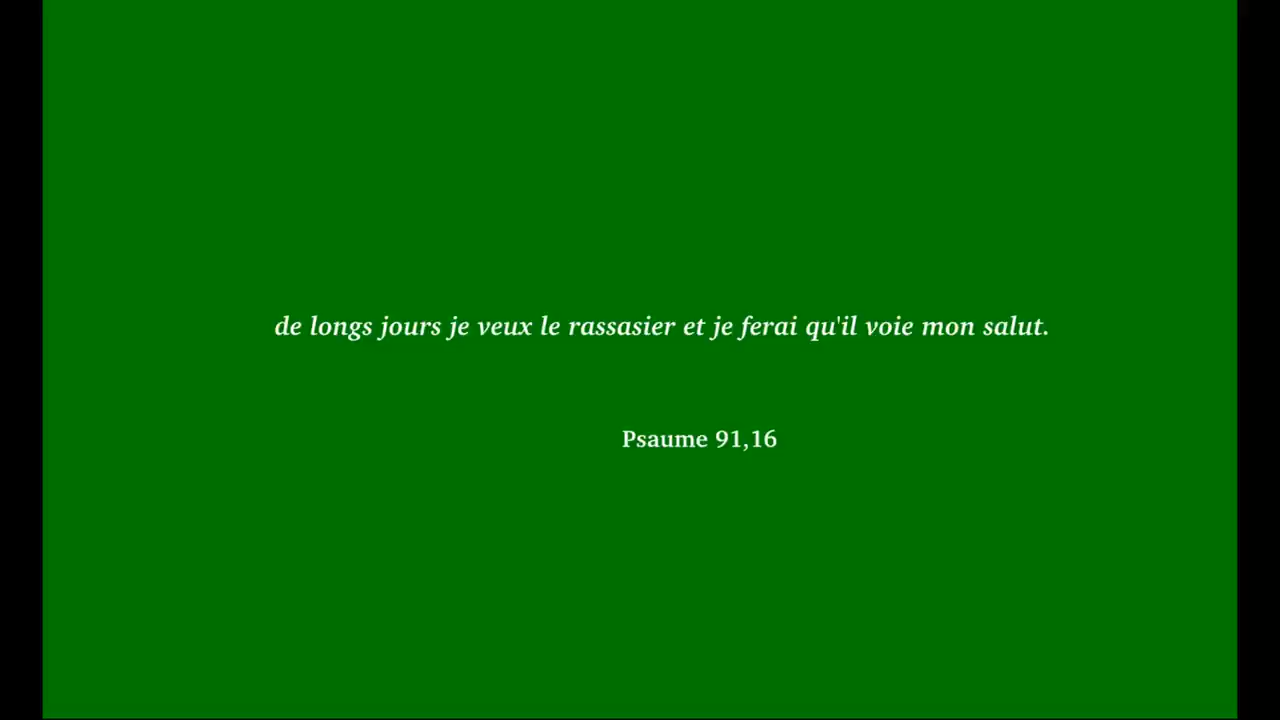 de longs jours je veux le rassasier et je ferai qu'il voie mon salut.
Psaume 91,16